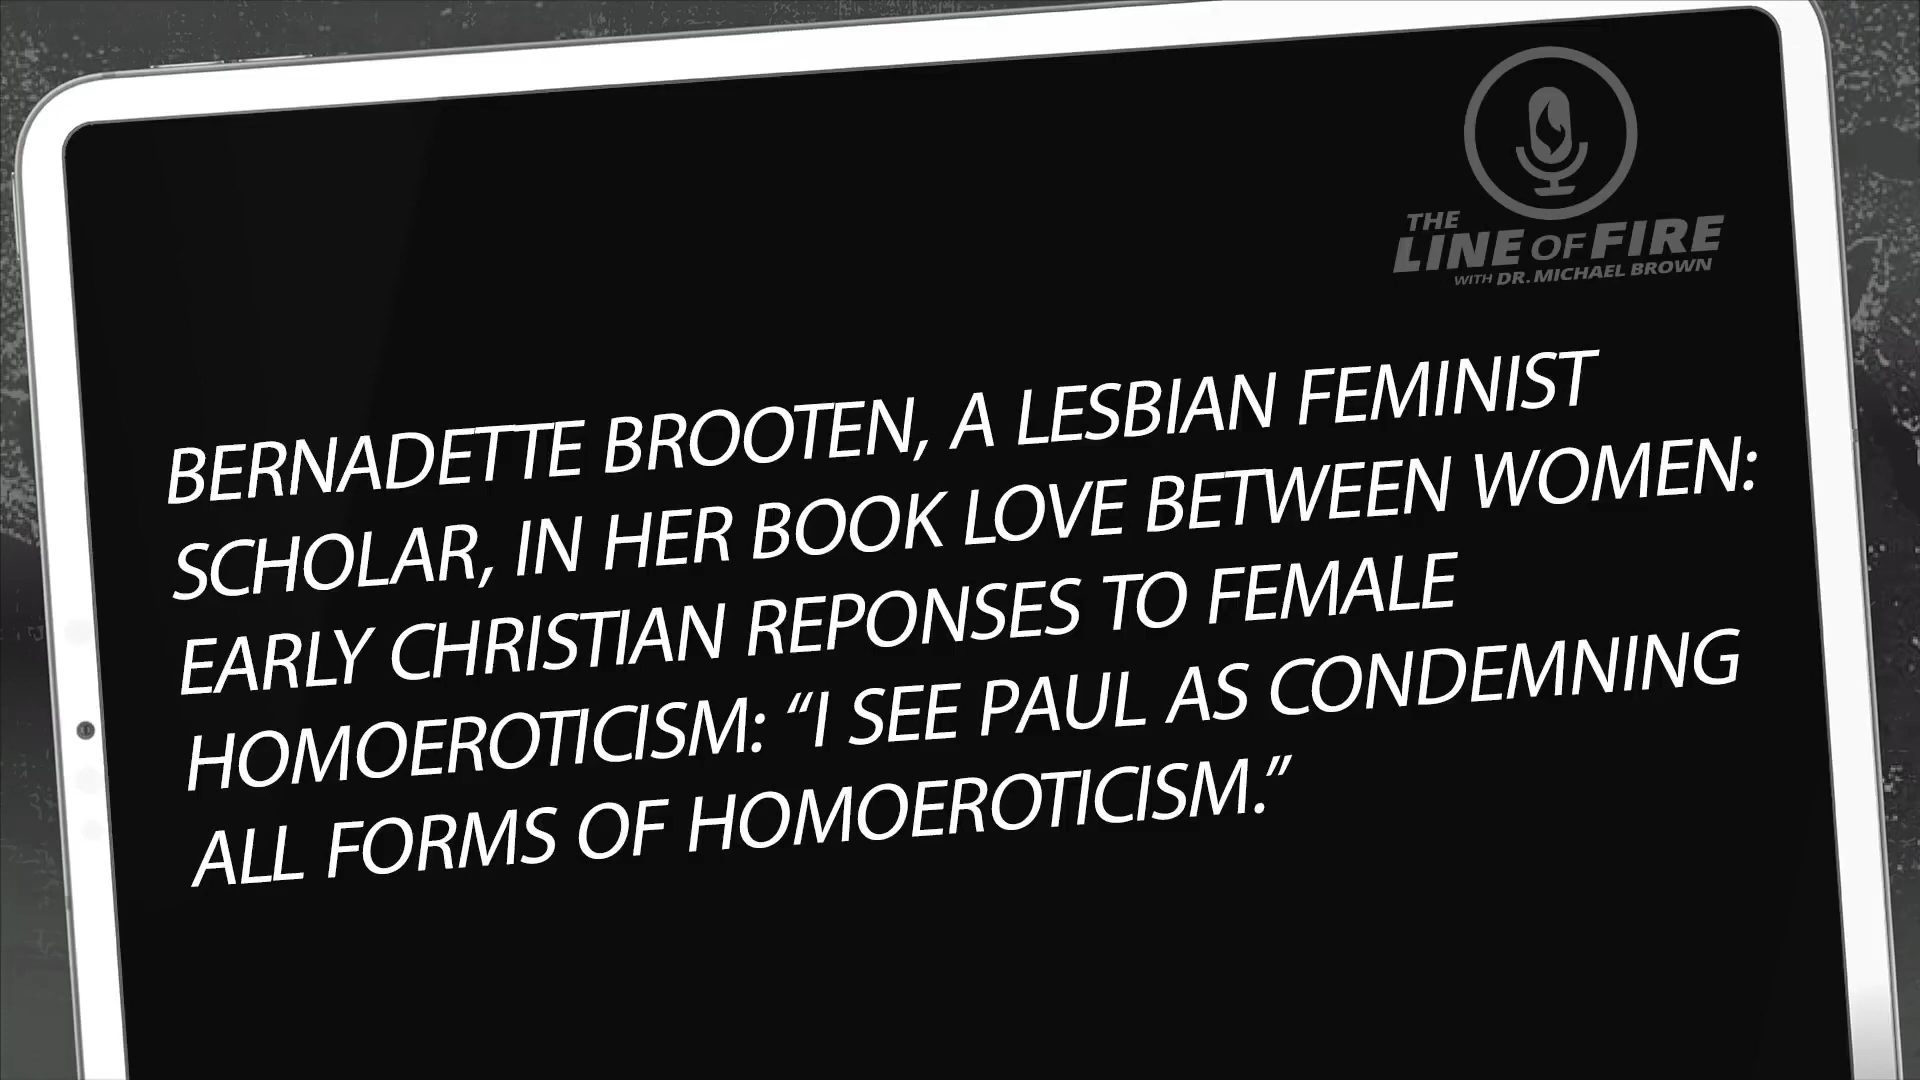 THE
LINE OF FIRE
WITH DR. MICHAEL BROWN
BERNADETTE BROOTEN, A LESBIAN FEMINIST
SCHOLAR, IN HER BOOK LOVE BETWEEN WOMEN:
EARLY CHRISTIAN REPONSES TO FEMALE
HOMOEROTICISM: “I SEE PAUL AS CONDEMNING
ALL FORMS OF HOMOEROTICISM.”